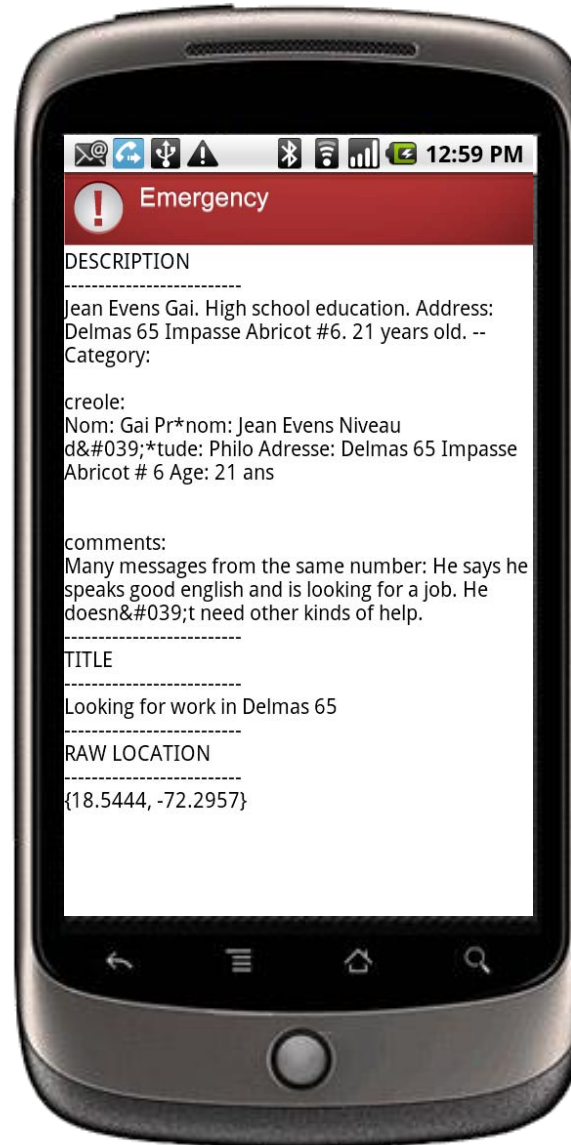 12:59 PM
Emergency
DESCRIPTION
--------------------------
Jean Evens Gai. High school education. Address:
Delmas 65 Impasse Abricot #6. 21 years old. --
Category:
creole:
Nom: Gai Pr*nom: Jean Evens Niveau
d&#039;*tude: Philo Adresse: Delmas 65 Impasse
Abricot # 6 Age: 21 ans
comments:
Many messages from the same number: He says he
speaks good english and is looking for a job. He
doesn&#039;t need other kinds of help.
--------------------------
TITLE
--------------------------
Looking for work in Delmas 65
--------------------------
RAW LOCATION
--------------------------
{18.5444, -72.2957}